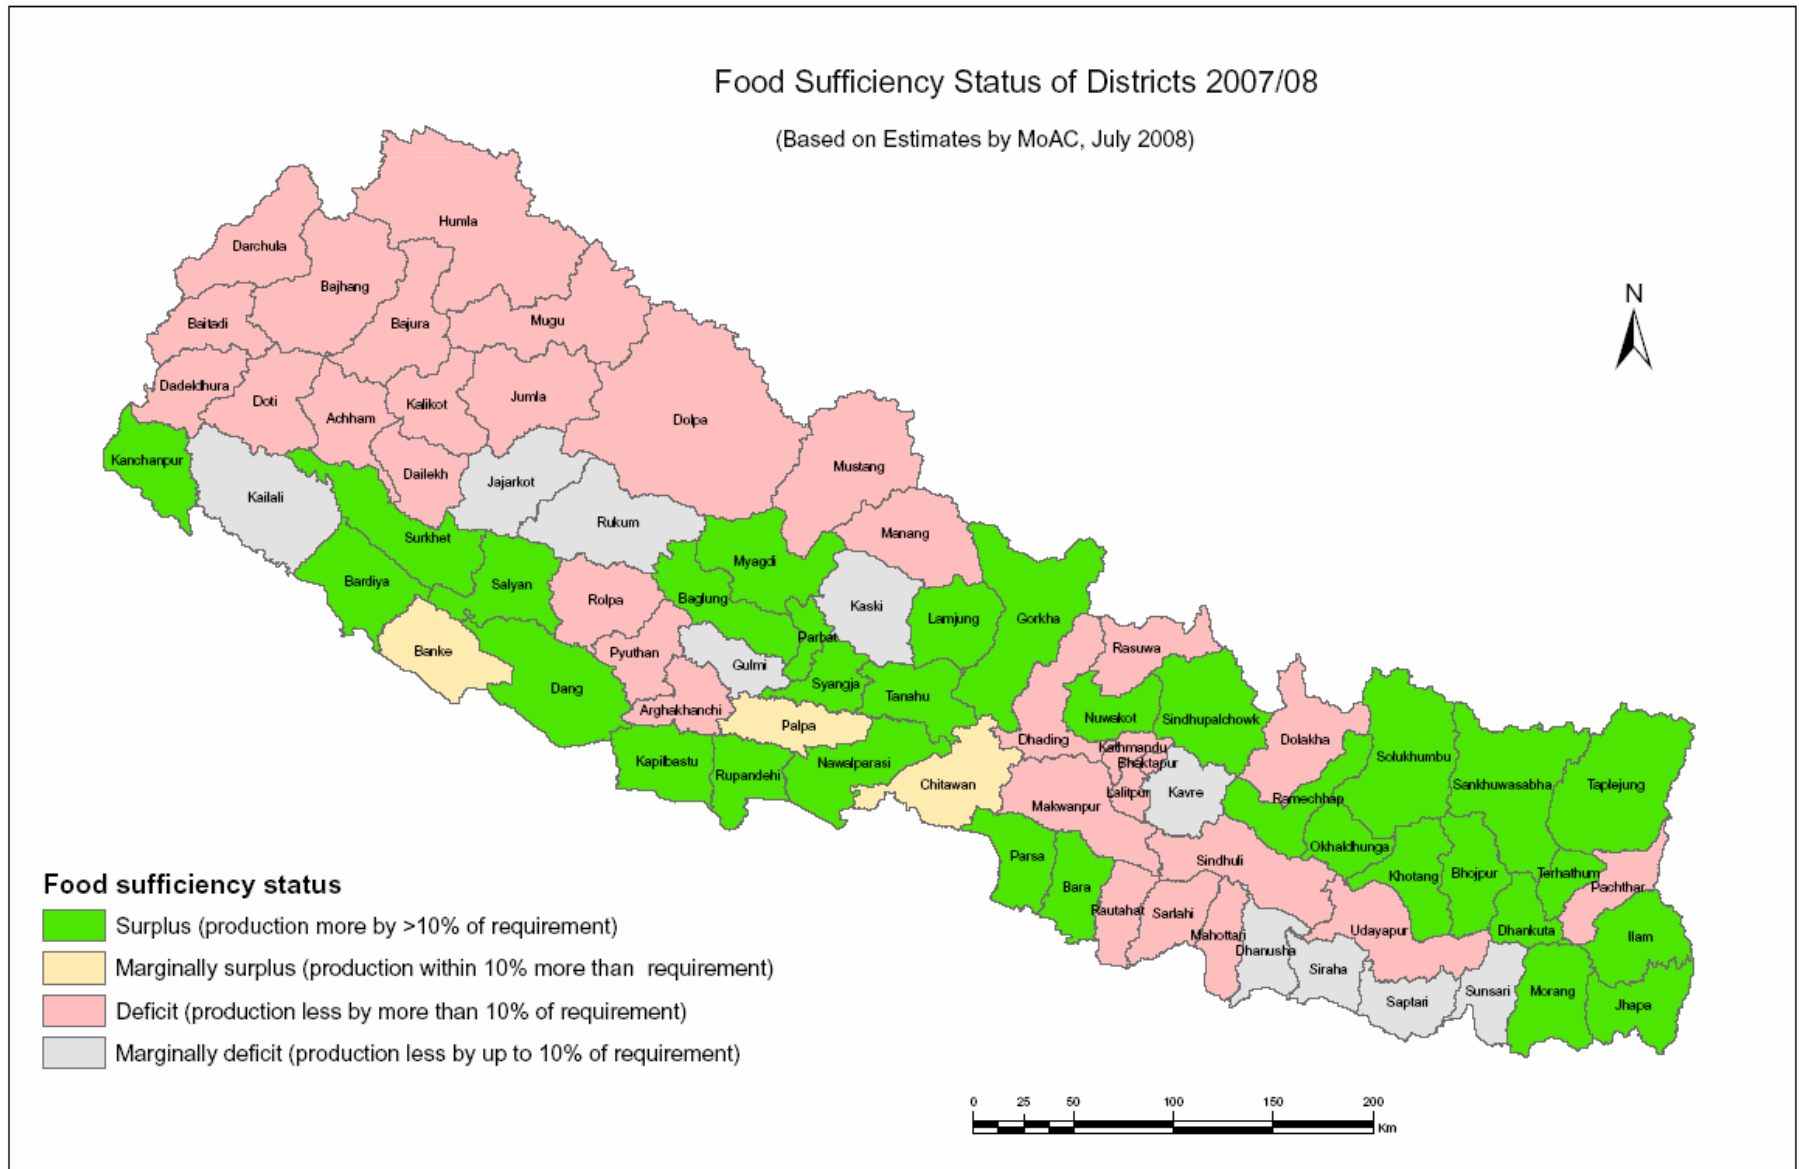 Food Sufficiency Status of Districts 2007/08
(Based on Estimates by MoAC, July 2008)
Humla
Darchula
Bajhang
N
Baitadi
Bajura
Mugu
Dadeldhura
Doti
Achham
Kalikot
Jumla
Dolpa
Kanchanpur
Kailali
Dailekh
Jajarkot
Mustang
Rukum
Manang
Surkhet
Bardiya
Salyan
Myagdi
Rolpa
Baglung
Kaski
Lamjung
Gorkha
Banke
Pyuthan
Parbat
Rasuwa
Gulmi
Dang
Syangja
Tanahu
Arghakhanchi
Nuwakot
Sindhupalchowk
Palpa
Dhading
Kathmandu
Dolakha
Kapilbastu
Rupandehi
Nawalparasi
Bhaktapur
Solukhumbu
Chitawan
Lalitpur
Kavre
Sankhuwasabha
Taplejung
Makwanpur
Ramechhap
Parsa
Sindhuli
Okhaldhunga
Bara
Khotang
Bhojpur
Terhathum
Pachthar
Rautahat
Sarlahi
Mahottari
Udayapur
Dhankuta
Ilam
Dhanusha
Siraha
Saptari
Sunsari
Morang
Jhapa
Food sufficiency status
Surplus (production more by >10% of requirement)
Marginally surplus (production within 10% more than requirement)
Deficit (production less by more than 10% of requirement)
Marginally deficit (production less by up to 10% of requirement)
0 25 50 100 150 200
Km